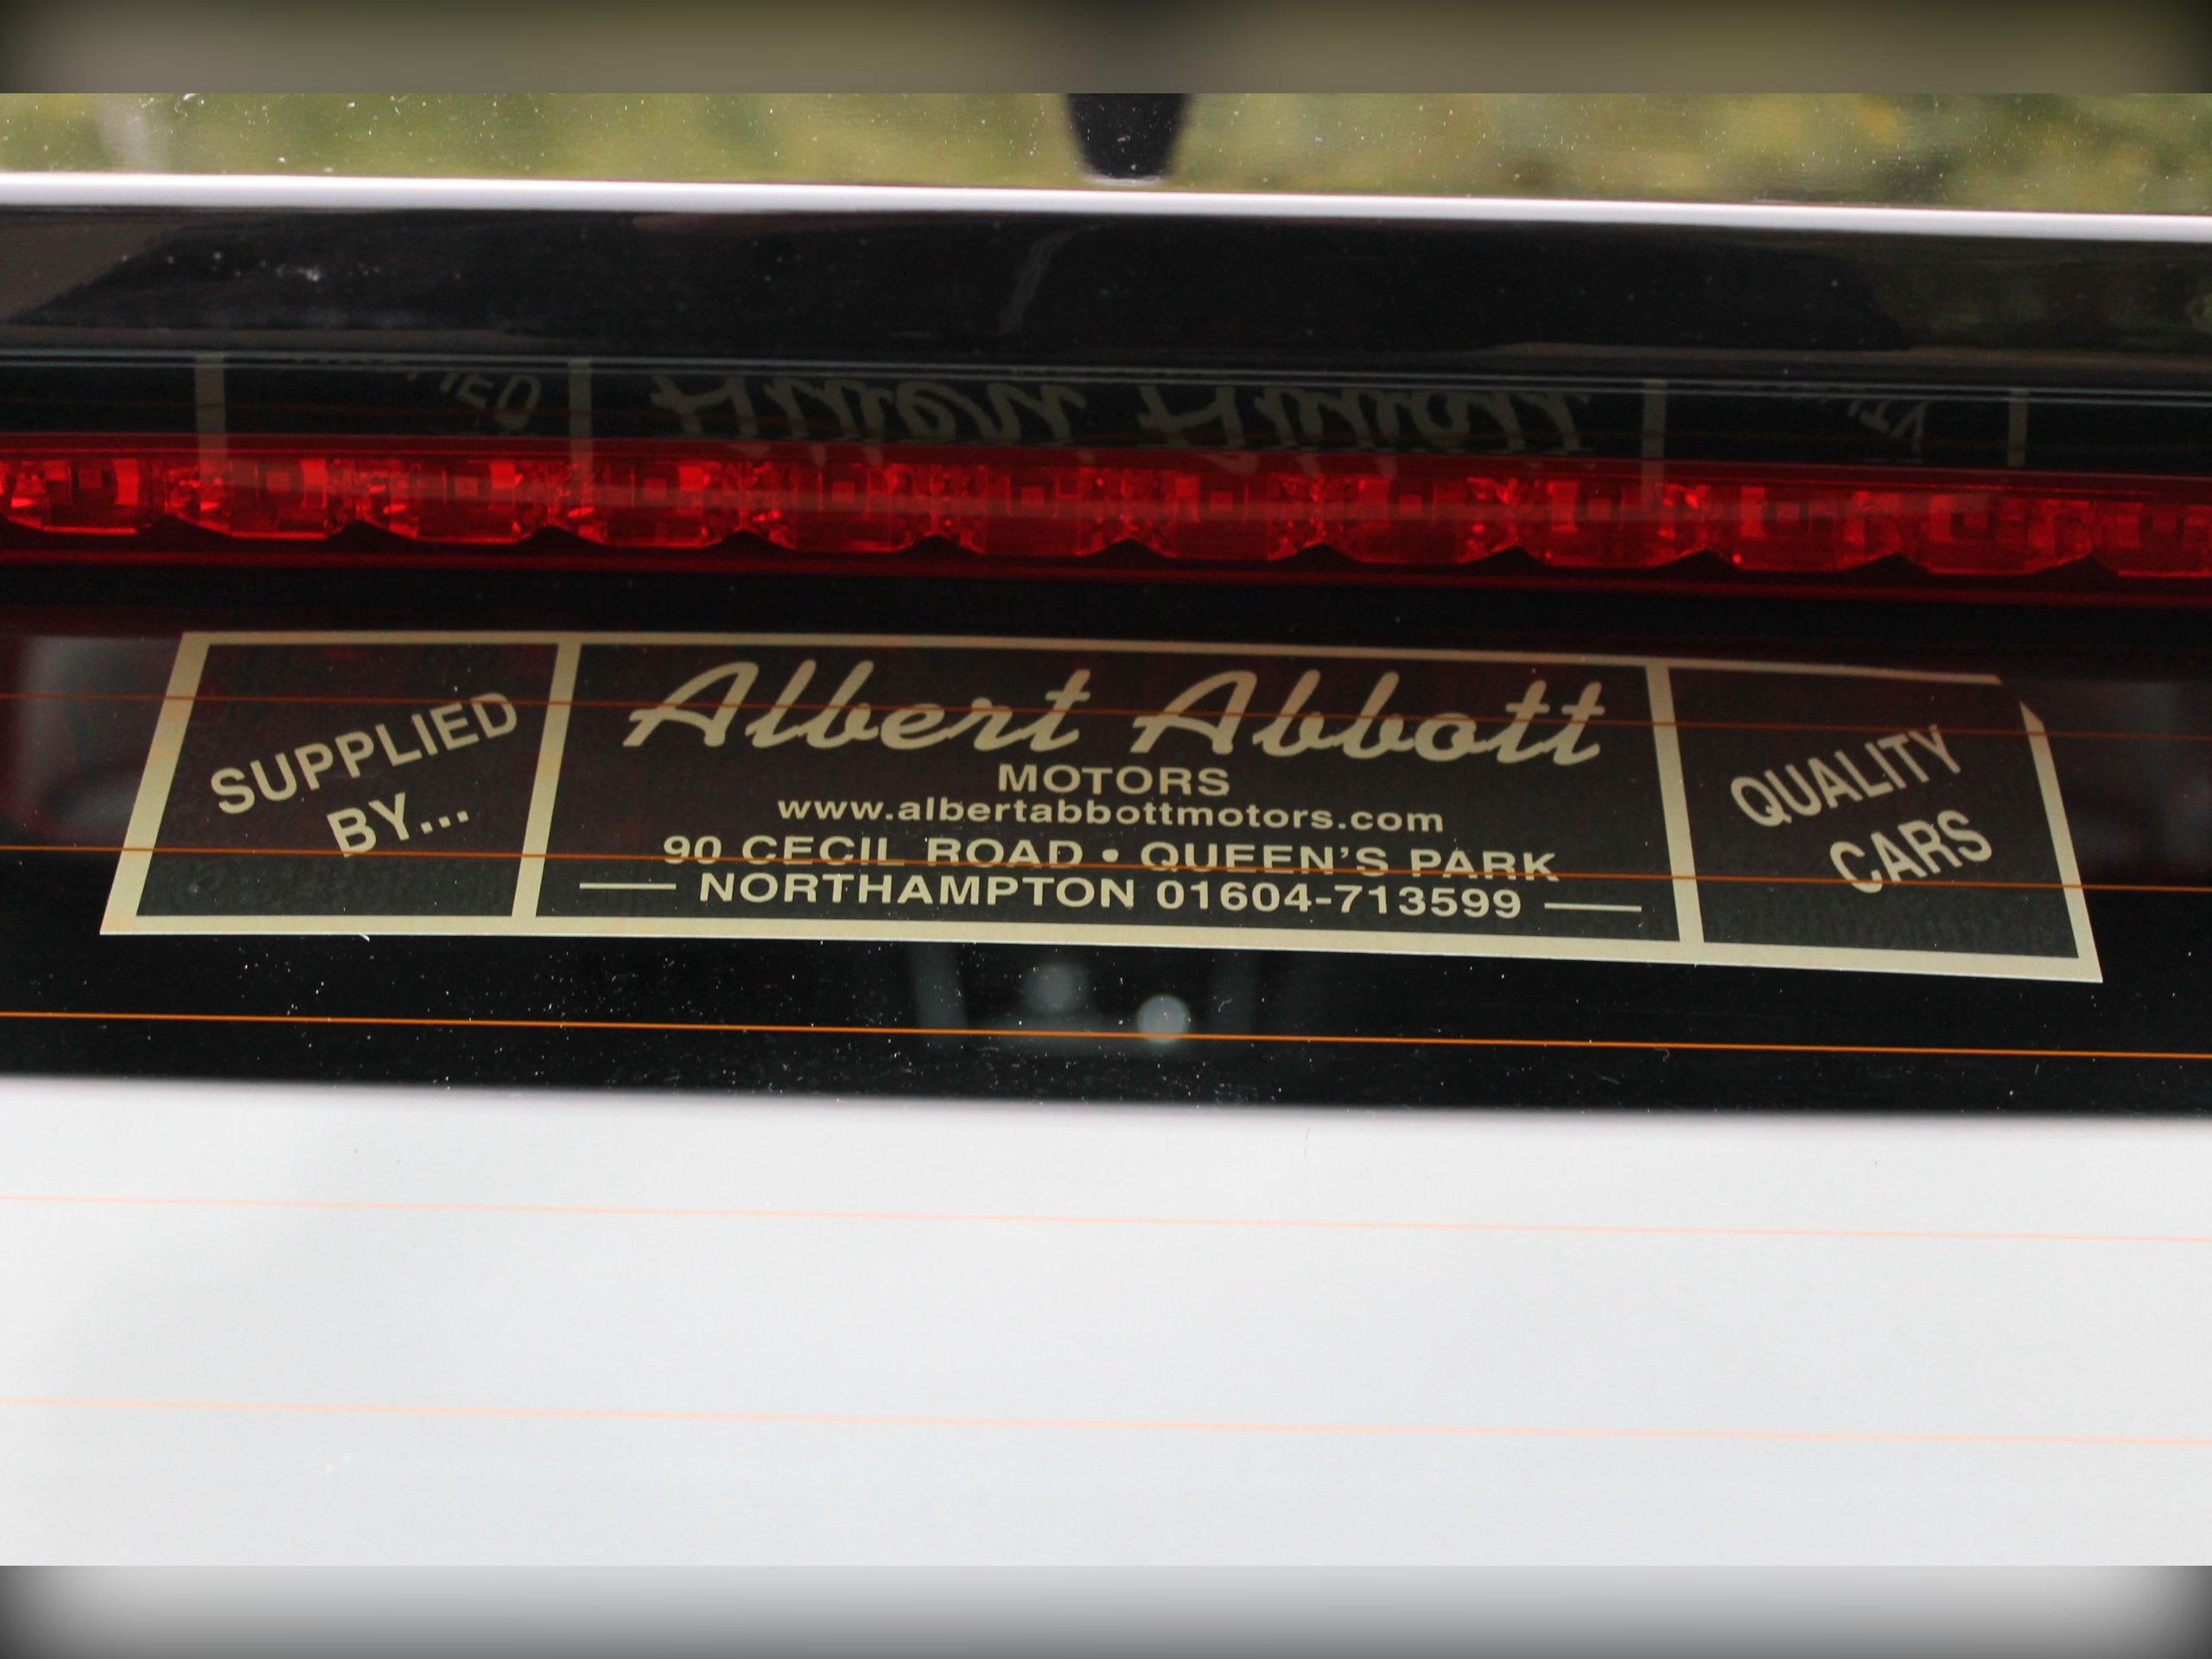 SUPPLIED
BY...
Albert Abbott
MOTORS
www.albertabbottmotors.com
90 CECIL ROAD • QUEEN'S PARK
NORTHAMPTON 01604-713599
QUALITY
CARS